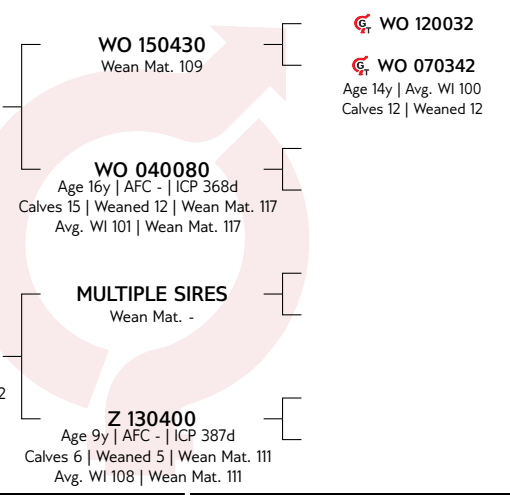 WO 150430
Wean Mat. 109
GT WO 120032
GT WO 070342
Age 14y | Avg. WI 100
Calves 12 | Weaned 12
WO 040080
Age 16y | AFC - | ICP 368d
Calves 15 | Weaned 12 | Wean Mat. 117
Avg. WI 101 | Wean Mat. 117
MULTIPLE SIRES
Wean Mat. -
2
Z 130400
Age 9y | AFC - | ICP 387d
Calves 6 | Weaned 5 | Wean Mat. 111
Avg. WI 108 | Wean Mat. 111